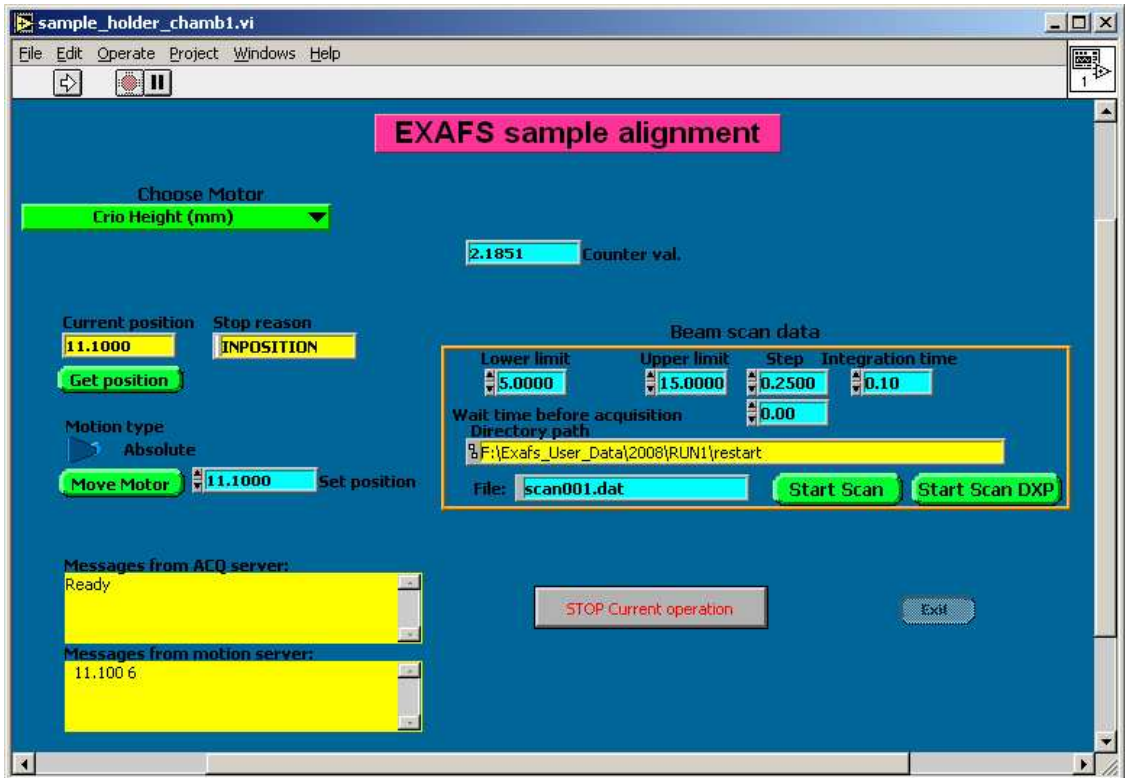 sample_holder_chamb1.vi
File Edit Operate Project Windows Help
1
EXAFS sample alignment
Choose Motor
Crio Height (mm)
2.1851 Counter val.
Current position Stop reason
11.1000 INPOSITION
Get position
Motion type
Absolute
Move Motor 11.1000 Set position
Beam scan data
Lower limit Upper limit Step Integration time
5.0000 15.0000 0.2500 0.10
Wait time before acquisition 0.00
Directory path
F:\Exafs_User_Data\2008\RUN1\restart
File: scan001.dat Start Scan Start Scan DXP
Messages from ACQ server:
Ready
STOP Current operation Exit
Messages from motion server:
11.100 6